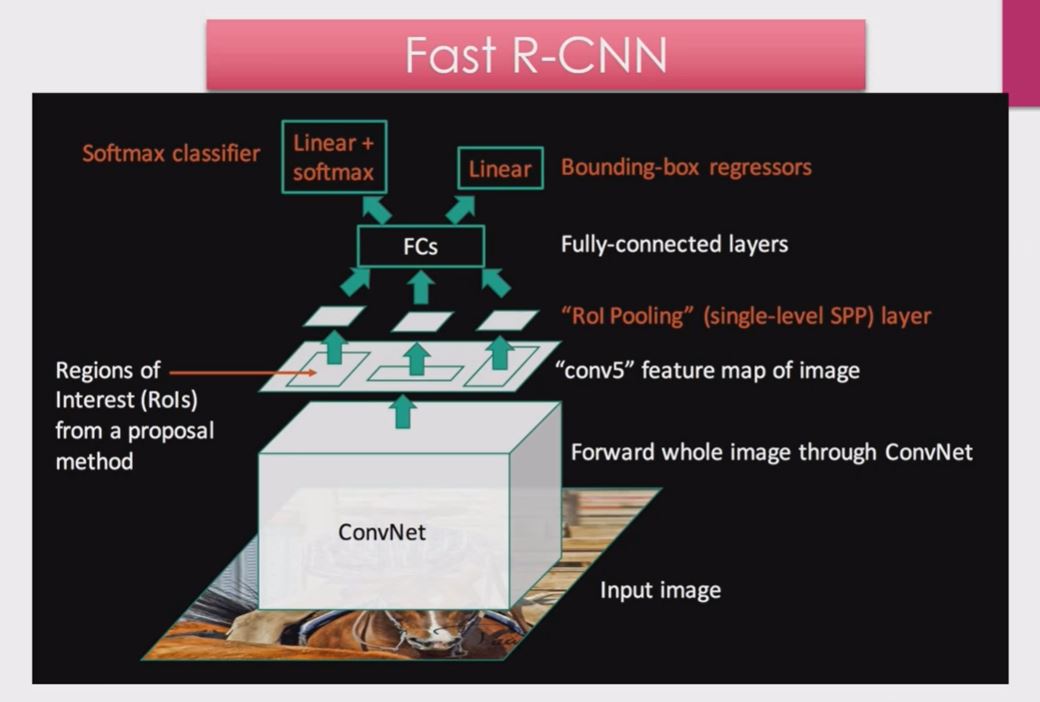 Fast R-CNN
Softmax classifier
Linear +
softmax
Linear
Bounding-box regressors
FCs
Fully-connected layers
“RoI Pooling” (single-level SPP) layer
Regions of
Interest (RoIs)
from a proposal
method
“conv5” feature map of image
Forward whole image through ConvNet
ConvNet
Input image